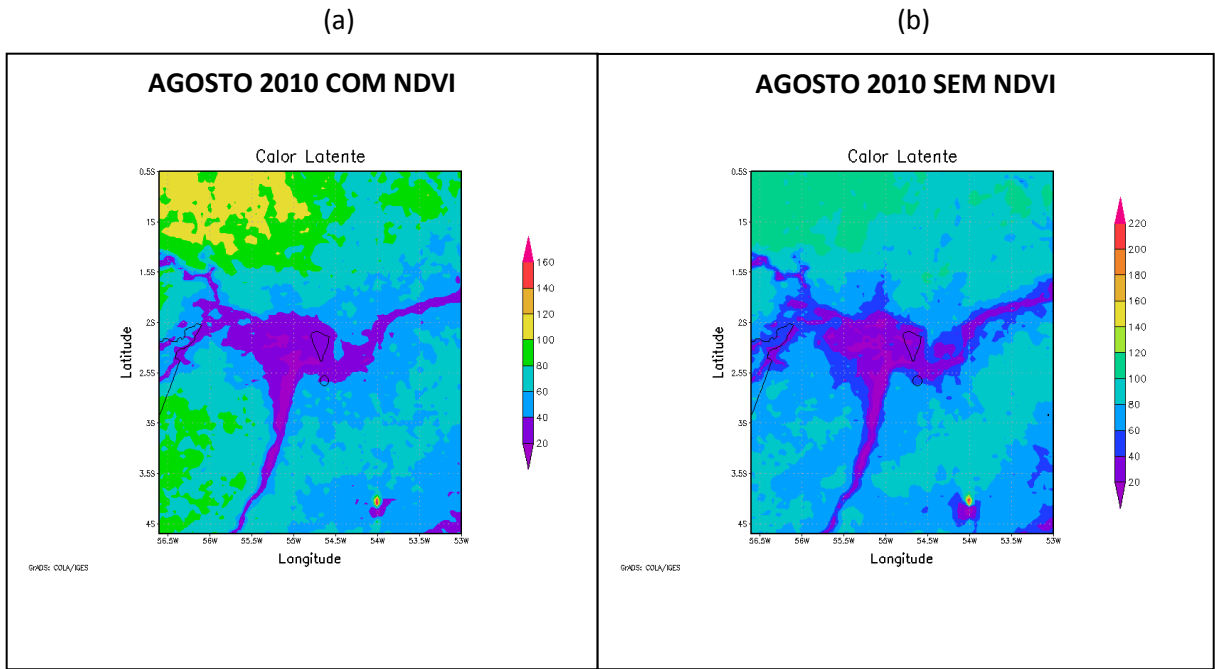 (a)
(b)
AGOSTO 2010 COM NDVI
AGOSTO 2010 SEM NDVI
Calor Latente
0.5S
1S
1.5S
2S
2.5S
3S
3.5S
4S
Latitude
56.5W 56W 55.5W 55W 54.5W 54W 53.5W 53W
Longitude
160
140
120
100
80
60
40
20
GrADS: COLA/IGES
Calor Latente
0.5S
1S
1.5S
2S
2.5S
3S
3.5S
4S
Latitude
56.5W 56W 55.5W 55W 54.5W 54W 53.5W 53W
Longitude
220
200
180
160
140
120
100
80
60
40
20
GrADS: COLA/IGES